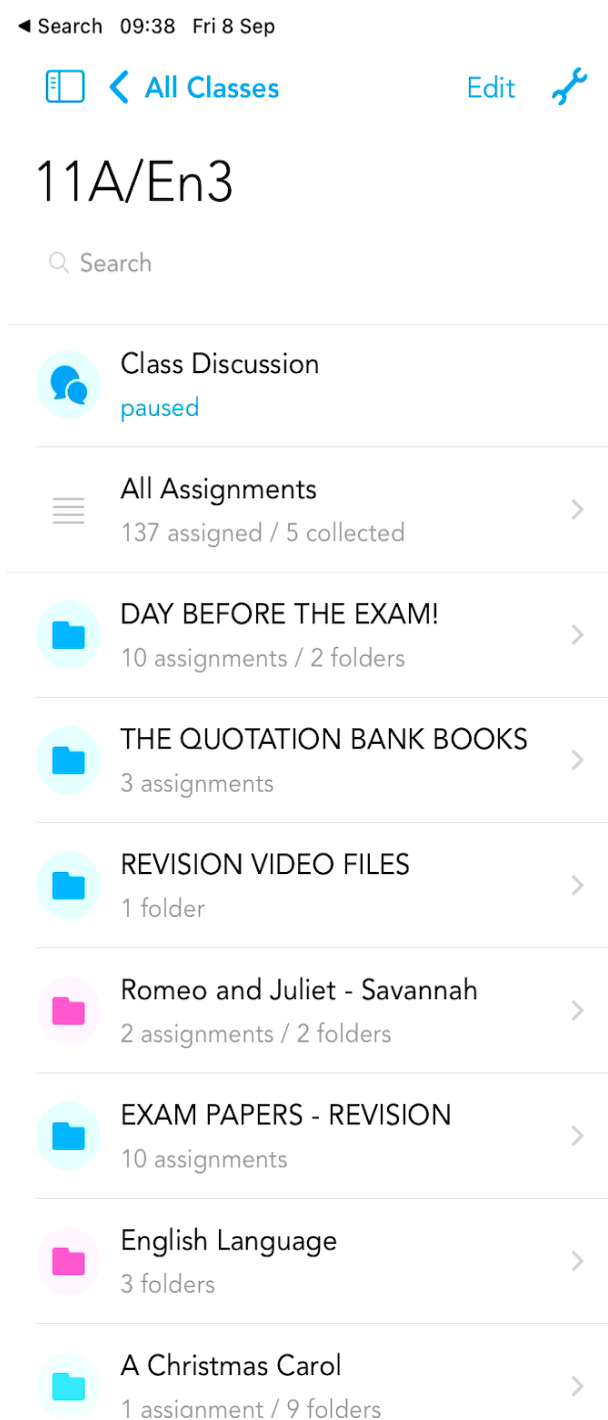 Search 09:38 Fri 8 Sep
All Classes Edit
11A/En3
Search
Class Discussion
paused
All Assignments
137 assigned / 5 collected
DAY BEFORE THE EXAM!
10 assignments / 2 folders
THE QUOTATION BANK BOOKS
3 assignments
REVISION VIDEO FILES
1 folder
Romeo and Juliet - Savannah
2 assignments / 2 folders
EXAM PAPERS - REVISION
10 assignments
English Language
3 folders
A Christmas Carol
1 assignment / 9 folders